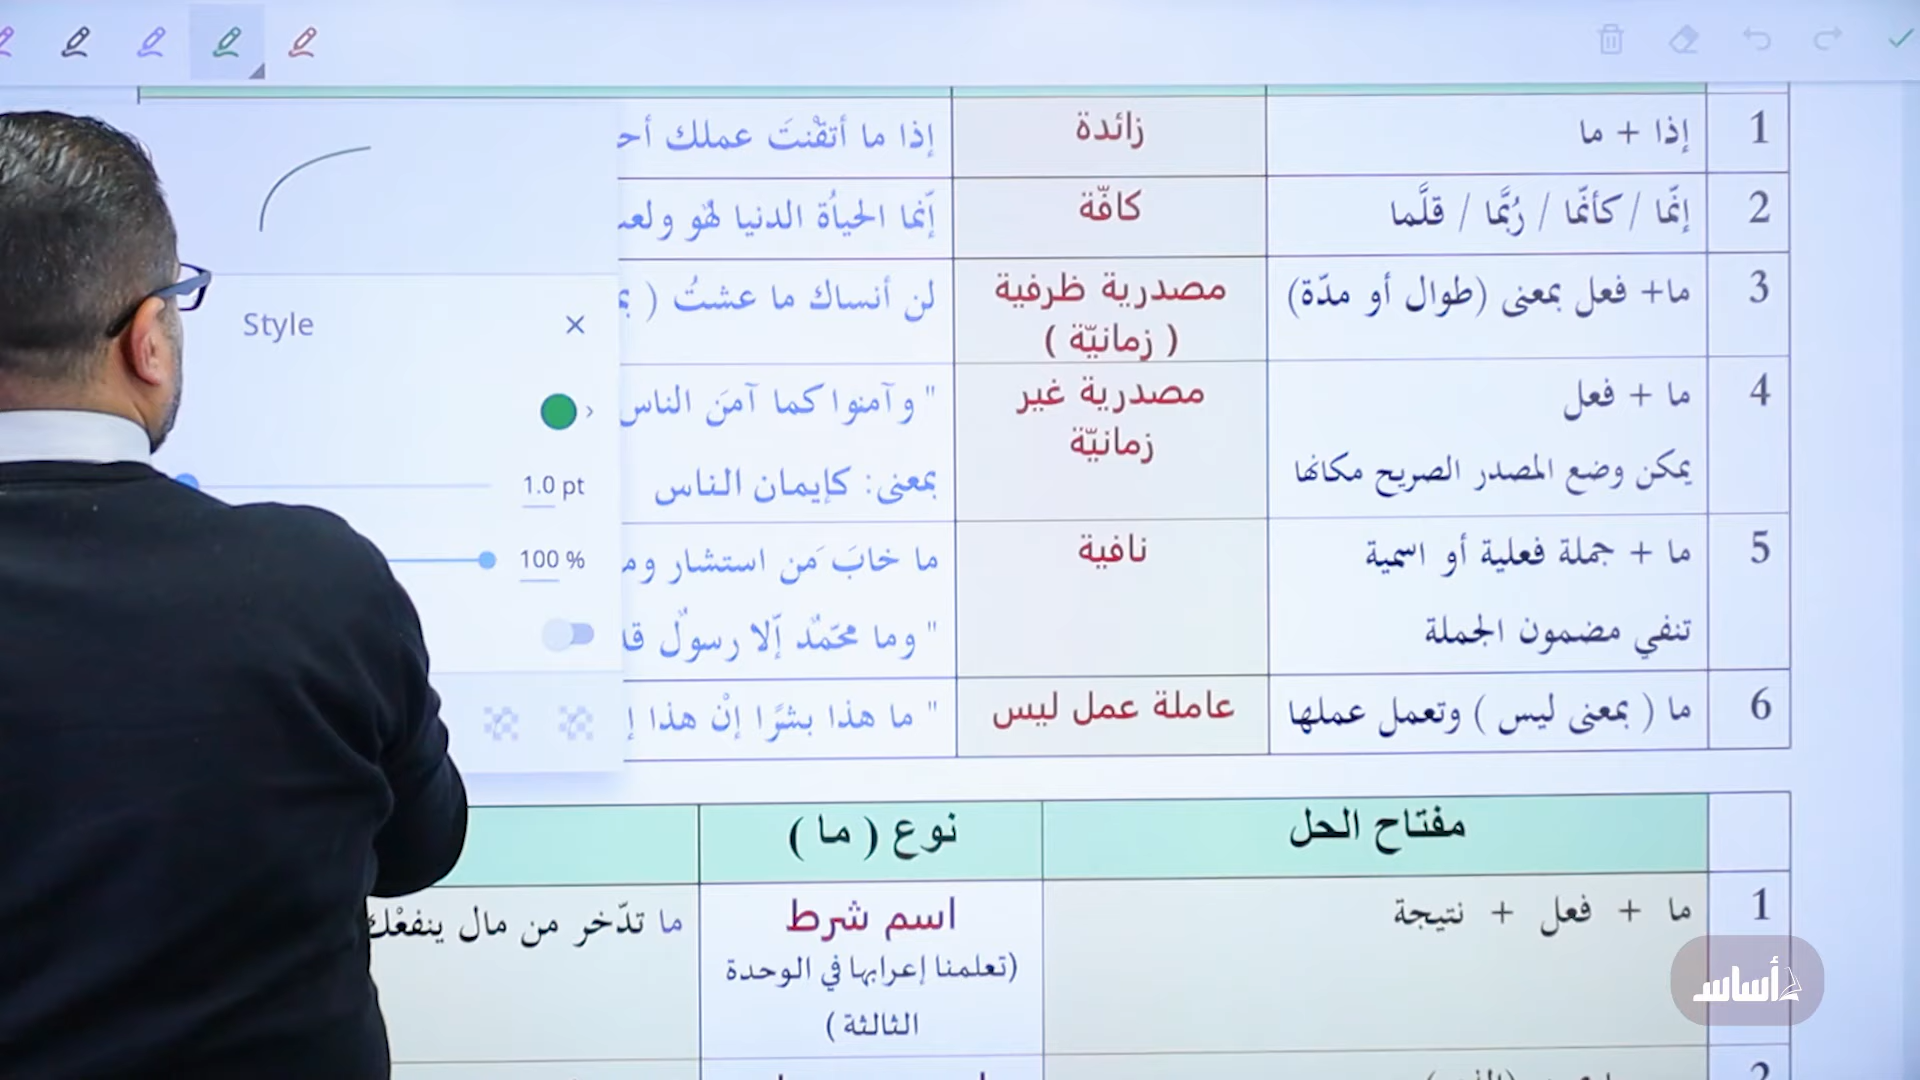 1
إذا + ما
زائدة
إذا ما أتقْنتَ عملك
2
إنّما / كأنّما / رُبَّما / قلَّما
كافّة
إنّما الحياةُ الدنيا لهْو
3
ما+ فعل بمعنى (طوال أو مدّة)
مصدرية ظرفية
( زمانيّة )
لن أنساك ما عشتُ (
4
ما + فعل
يمكن وضع المصدر الصريح مكانها
مصدرية غير
زمانيّة
" وآمنوا كما آمنَ الناس
بمعنى: كإيمان الناس
5
ما + جملة فعلية أو اسمية
تنفي مضمون الجملة
نافية
ما خابَ مَن استشار
" وما محمّدٌ إلّا رسولٌ
6
ما ( بمعنى ليس ) وتعمل عملها
عاملة عمل ليس
" ما هذا بشرًا إنْ هذا
مفتاح الحل
نوع ( ما )
1
ما + فعل + نتيجة
اسم شرط
(تعلمنا إعرابها في الوحدة
الثالثة )
ما تدّخر من مال ينفعْك
2
Style
1.0 pt
100 %
أساس